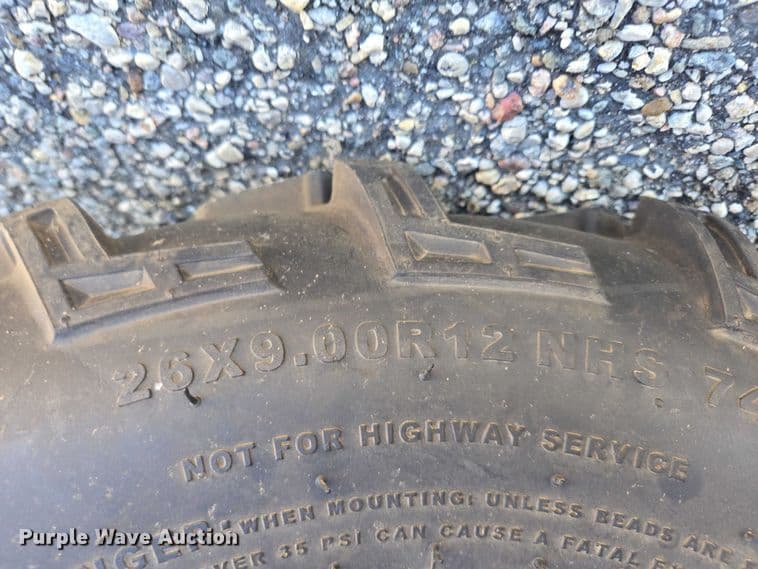 26X9.00R12 NHS 74
NOT FOR HIGHWAY SERVICE
WHEN MOUNTING: UNLESS BEADS ARE
35 PSI CAN CAUSE A FATAL
Purple Wave Auction